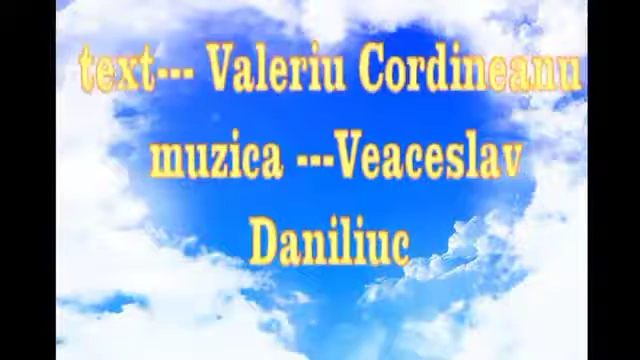 text--- Valeriu Cordineanu
muzica ---Veaceslav
Daniliuc